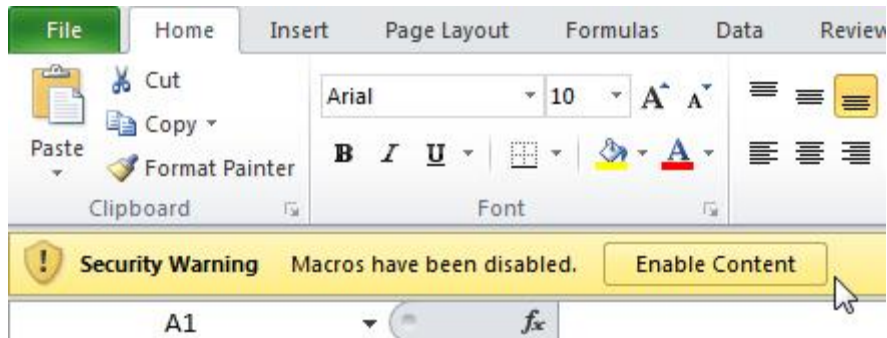 File Home Insert Page Layout Formulas Data Review
Cut
Arial 10 A A
Copy
Paste
B I U A
Format Painter
Clipboard Font
! Security Warning Macros have been disabled. Enable Content
A1 fx